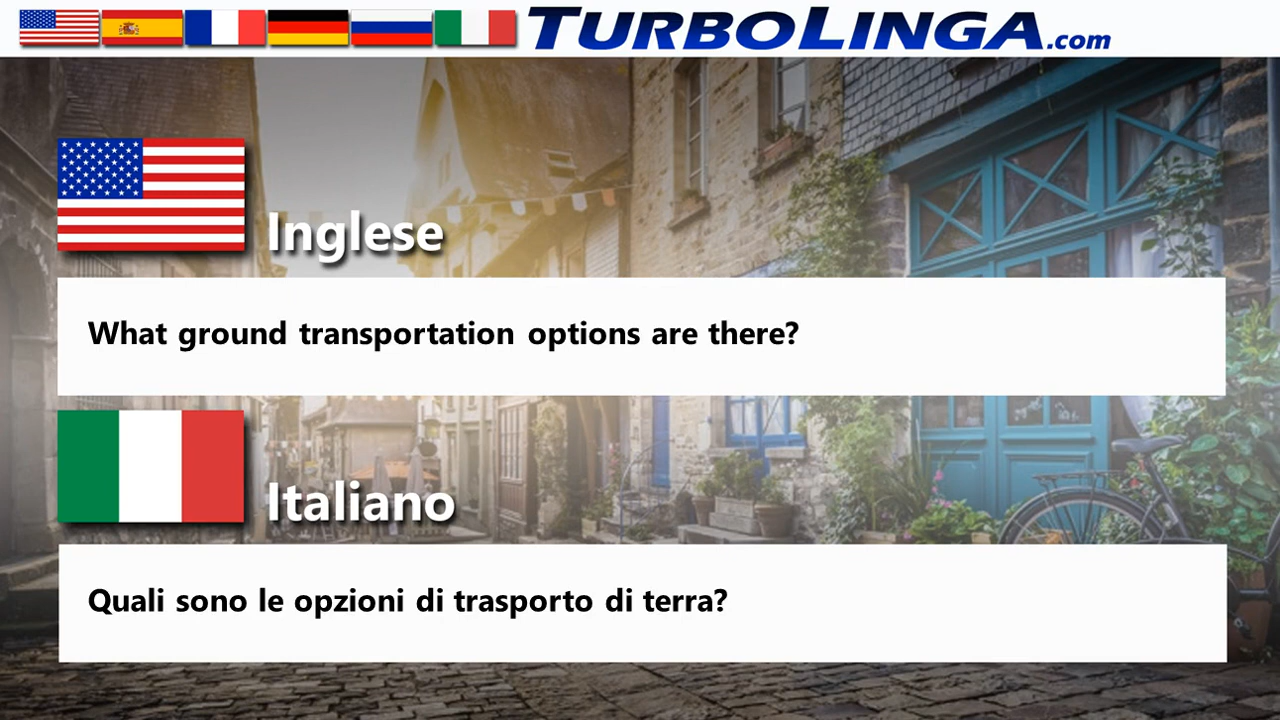 TURBOLINGA.com
Inglese
What ground transportation options are there?
Italiano
Quali sono le opzioni di trasporto di terra?